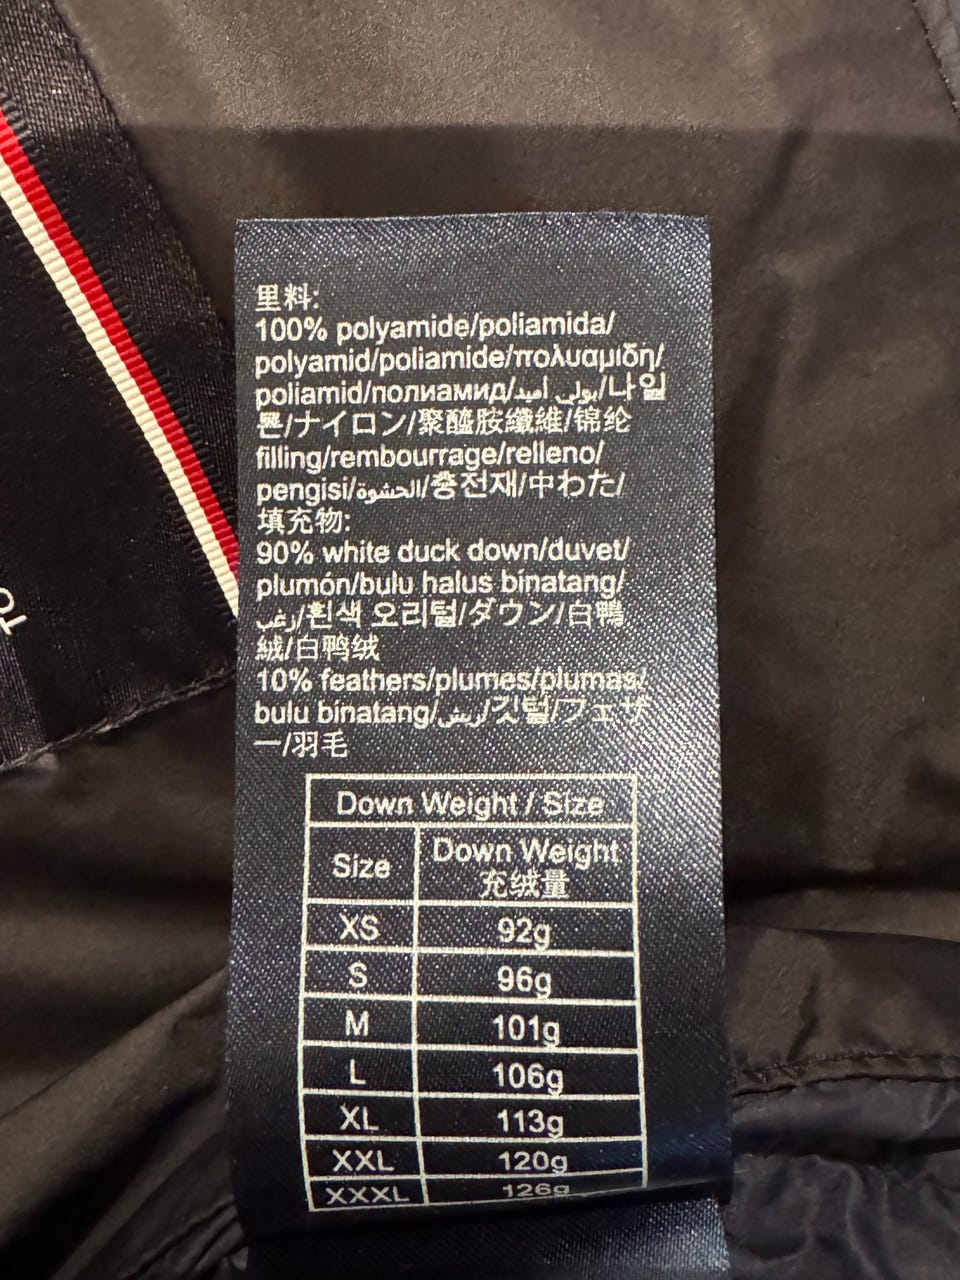 里料:
100% polyamide/poliamida/
polyamid/poliamide/πολυαμιδη/
poliamid/полиамид/بولي أميد/나일
론/ナイロン/聚醯胺纖維/锦纶
filling/rembourrage/relleno/
pengisi/الحشوة/충전재/中わた/
填充物:
90% white duck down/duvet/
plumón/bulu halus binatang/
زغب/흰색 오리털/ダウン/白鴨
絨/白鸭绒
10% feathers/plumes/plumas/
bulu binatang/ريش/깃털/フェザ
ー/羽毛
Down Weight / Size
Size Down Weight
充绒量
XS 92g
S 96g
M 101g
L 106g
XL 113g
XXL 120g
XXXL 126g
TO